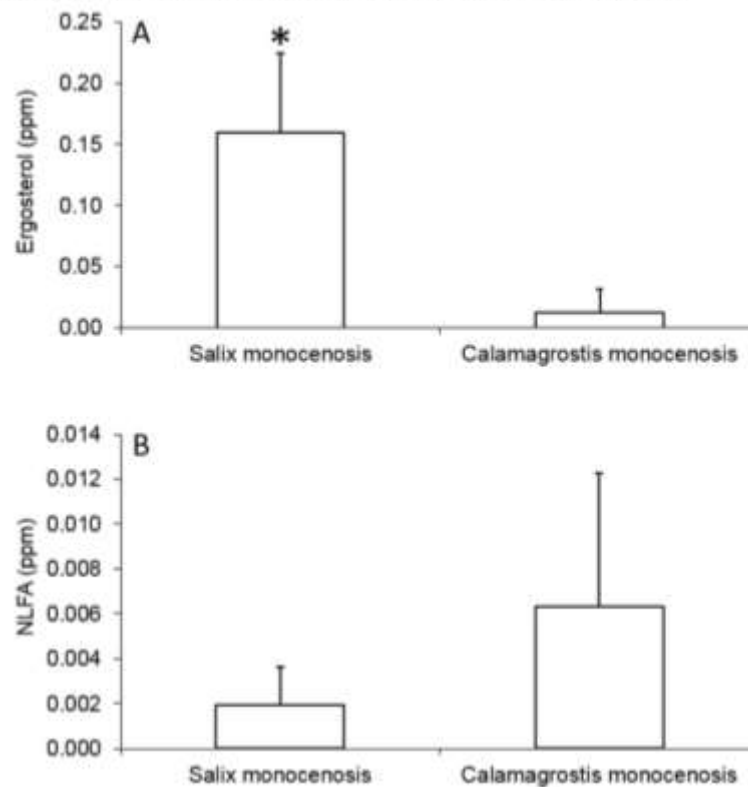 A
*
Ergosterol (ppm)
0.25
0.20
0.15
0.10
0.05
0.00
Salix monocenosis
Calamagrostis monocenosis
B
NLFA (ppm)
0.014
0.012
0.010
0.008
0.006
0.004
0.002
0.000
Salix monocenosis
Calamagrostis monocenosis